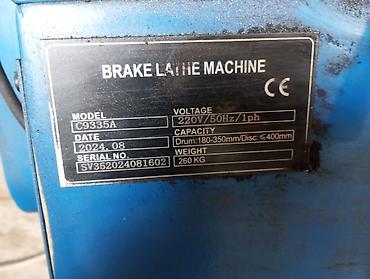 BRAKE LATHE MACHINE
CE
MODEL C9335A
VOLTAGE 220V/50Hz/1ph
DATE 2024.08
CAPACITY Drum:180-350mm/Disc:≤400mm
SERIAL NO. SY352024081602
WEIGHT 260 KG